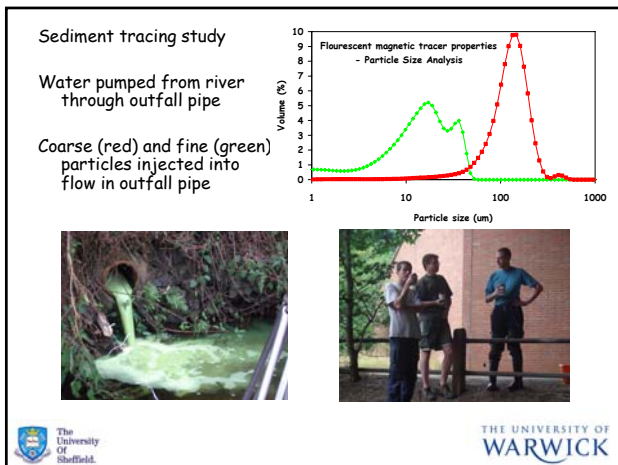 Sediment tracing study
Water pumped from river
through outfall pipe
Coarse (red) and fine (green)
particles injected into
flow in outfall pipe
Flourescent magnetic tracer properties
- Particle Size Analysis
Volume (%)
10
9
8
7
6
5
4
3
2
1
0
1
10
100
1000
Particle size (um)
The
University
Of
Sheffield.
THE UNIVERSITY OF
WARWICK